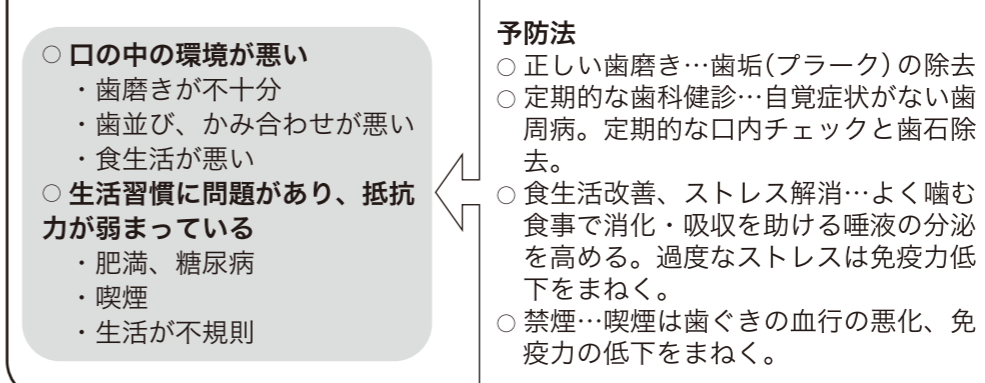 ○ 口の中の環境が悪い
・歯磨きが不十分
・歯並び、かみ合わせが悪い
・食生活が悪い
○ 生活習慣に問題があり、抵抗
力が弱まっている
・肥満、糖尿病
・喫煙
・生活が不規則
予防法
○ 正しい歯磨き…歯垢(プラーク)の除去
○ 定期的な歯科健診…自覚症状がない歯
周病。定期的な口内チェックと歯石除
去。
○ 食生活改善、ストレス解消…よく噛む
食事で消化・吸収を助ける唾液の分泌
を高める。過度なストレスは免疫力低
下をまねく。
○ 禁煙…喫煙は歯ぐきの血行の悪化、免
疫力の低下をまねく。